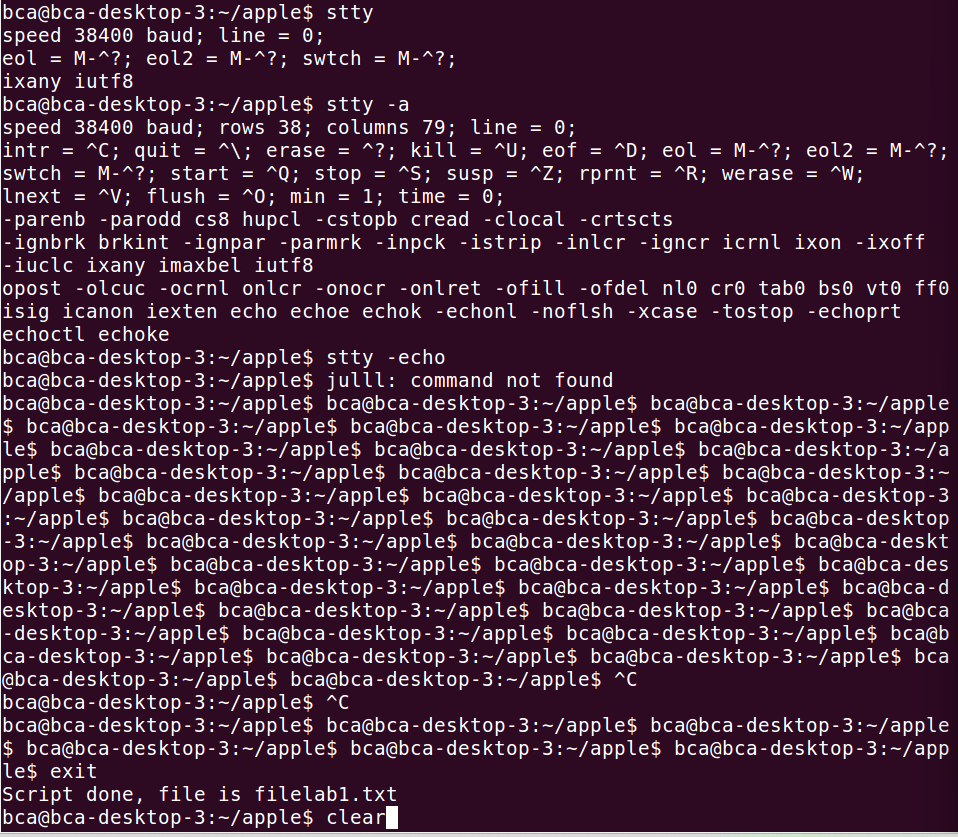 bca@bca-desktop-3:~/apple$ stty
speed 38400 baud; line = 0;
eol = M-^?; eol2 = M-^?; swtch = M-^?;
ixany iutf8
bca@bca-desktop-3:~/apple$ stty -a
speed 38400 baud; rows 38; columns 79; line = 0;
intr = ^C; quit = ^\; erase = ^?; kill = ^U; eof = ^D; eol = M-^?; eol2 = M-^?;
swtch = M-^?; start = ^Q; stop = ^S; susp = ^Z; rprnt = ^R; werase = ^W;
lnext = ^V; flush = ^O; min = 1; time = 0;
-parenb -parodd cs8 hupcl -cstopb cread -clocal -crtscts
-ignbrk brkint -ignpar -parmrk -inpck -istrip -inlcr -igncr icrnl ixon -ixoff
-iuclc ixany imaxbel iutf8
opost -olcuc -ocrnl onlcr -onocr -onlret -ofill -ofdel nl0 cr0 tab0 bs0 vt0 ff0
isig icanon iexten echo echoe echok -echonl -noflsh -xcase -tostop -echoprt
echoctl echoke
bca@bca-desktop-3:~/apple$ stty -echo
bca@bca-desktop-3:~/apple$ julll: command not found
bca@bca-desktop-3:~/apple$ bca@bca-desktop-3:~/apple$ bca@bca-desktop-3:~/apple
$ bca@bca-desktop-3:~/apple$ bca@bca-desktop-3:~/apple$ bca@bca-desktop-3:~/app
le$ bca@bca-desktop-3:~/apple$ bca@bca-desktop-3:~/apple$ bca@bca-desktop-3:~/a
pple$ bca@bca-desktop-3:~/apple$ bca@bca-desktop-3:~/apple$ bca@bca-desktop-3:~
/apple$ bca@bca-desktop-3:~/apple$ bca@bca-desktop-3:~/apple$ bca@bca-desktop-3
:~/apple$ bca@bca-desktop-3:~/apple$ bca@bca-desktop-3:~/apple$ bca@bca-desktop
-3:~/apple$ bca@bca-desktop-3:~/apple$ bca@bca-desktop-3:~/apple$ bca@bca-deskt
op-3:~/apple$ bca@bca-desktop-3:~/apple$ bca@bca-desktop-3:~/apple$ bca@bca-des
ktop-3:~/apple$ bca@bca-desktop-3:~/apple$ bca@bca-desktop-3:~/apple$ bca@bca-d
esktop-3:~/apple$ bca@bca-desktop-3:~/apple$ bca@bca-desktop-3:~/apple$ bca@bca
-desktop-3:~/apple$ bca@bca-desktop-3:~/apple$ bca@bca-desktop-3:~/apple$ bca@b
ca-desktop-3:~/apple$ bca@bca-desktop-3:~/apple$ bca@bca-desktop-3:~/apple$ bca
@bca-desktop-3:~/apple$ bca@bca-desktop-3:~/apple$ ^C
bca@bca-desktop-3:~/apple$ ^C
bca@bca-desktop-3:~/apple$ bca@bca-desktop-3:~/apple$ bca@bca-desktop-3:~/apple
$ bca@bca-desktop-3:~/apple$ bca@bca-desktop-3:~/apple$ bca@bca-desktop-3:~/app
le$ exit
Script done, file is filelab1.txt
bca@bca-desktop-3:~/apple$ clear